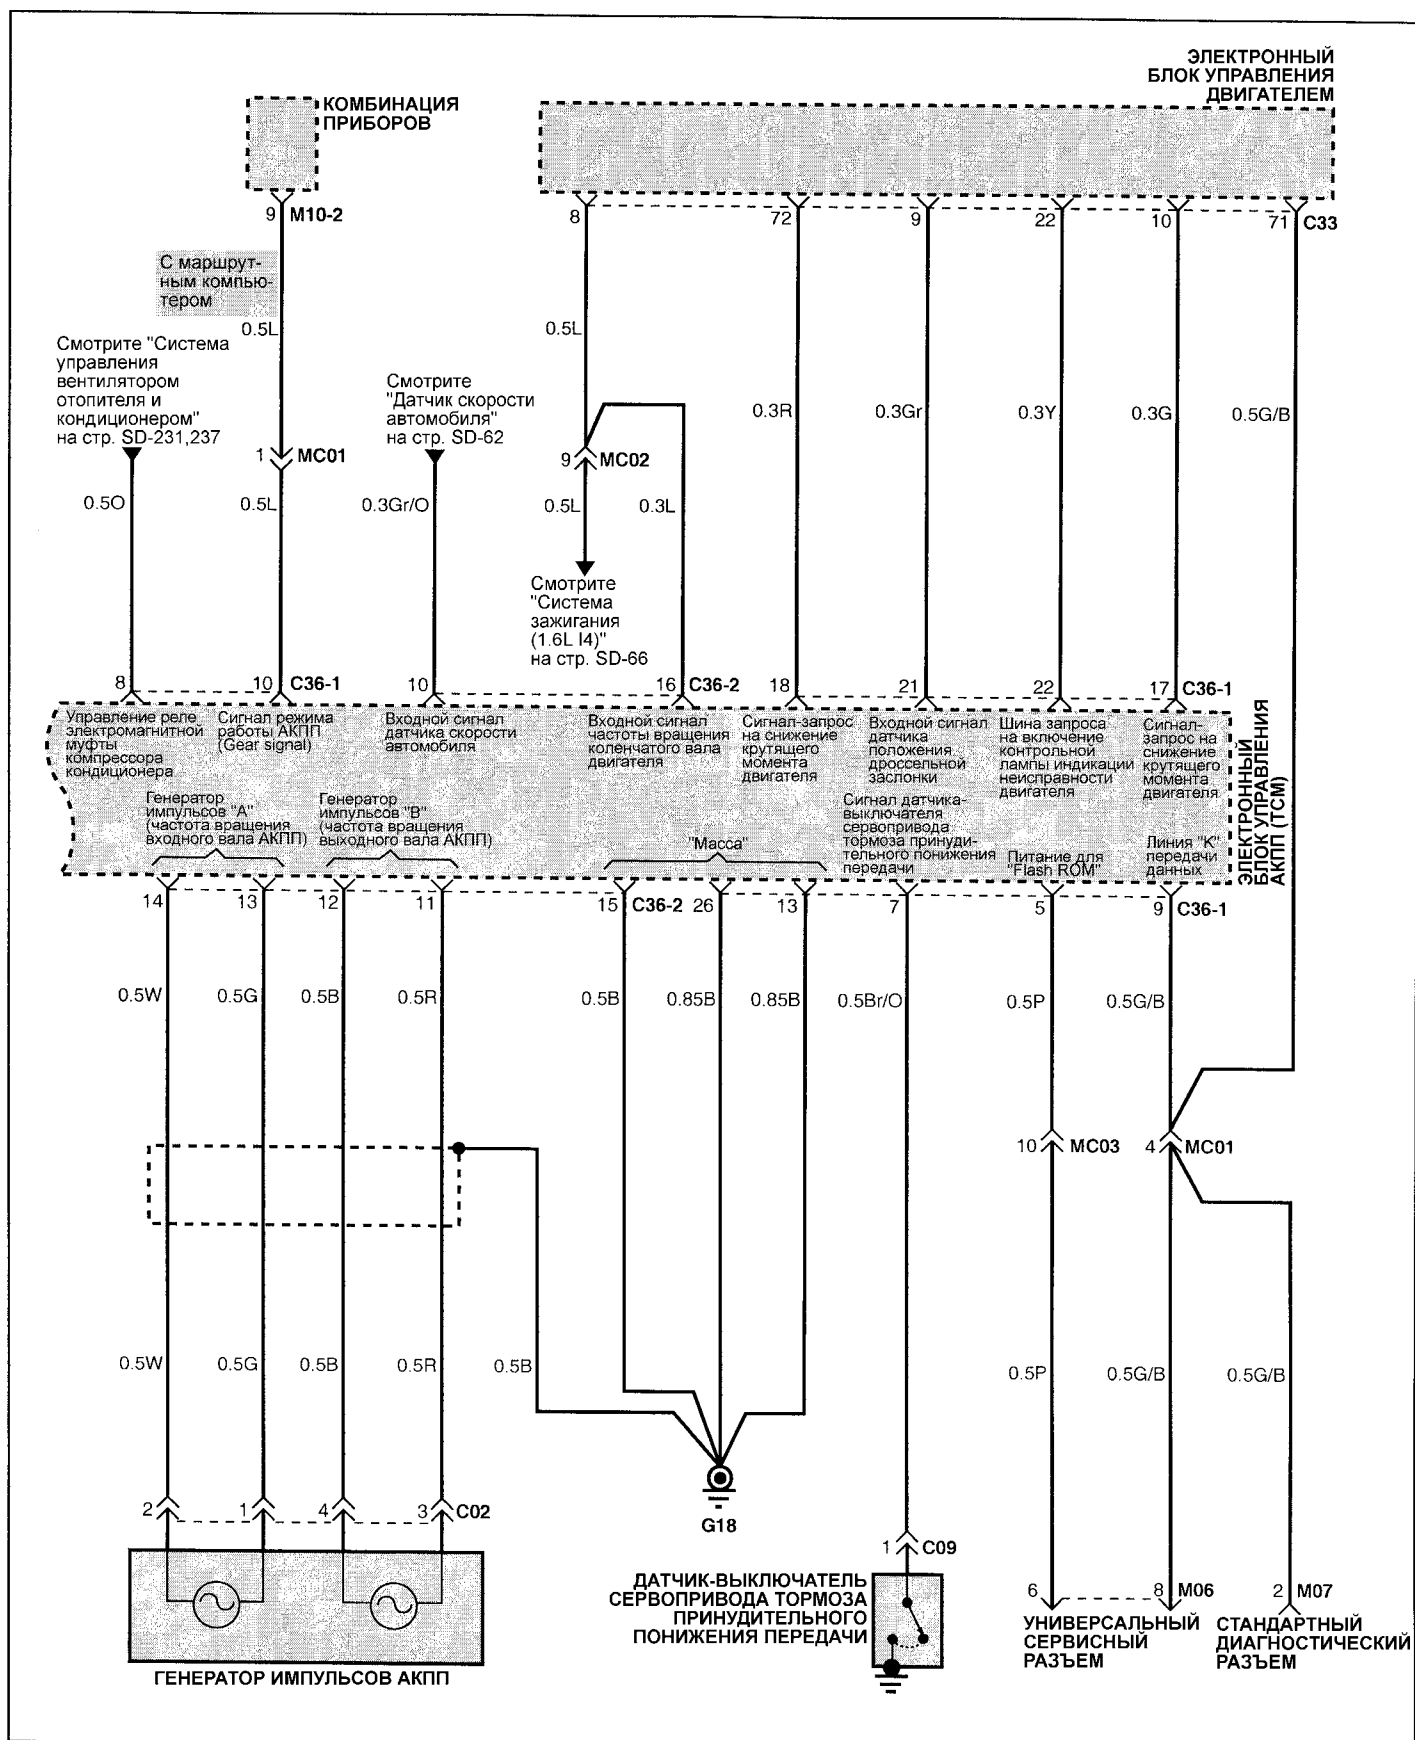 ЭЛЕКТРОННЫЙ
БЛОК УПРАВЛЕНИЯ
ДВИГАТЕЛЕМ
КОМБИНАЦИЯ
ПРИБОРОВ
9 M10-2
8 72 9 22 10 71 C33
С маршрут-
ным компью-
тером
0.5L
0.5L
Смотрите "Система
управления
вентилятором
отопителя и
кондиционером"
на стр. SD-231,237
Смотрите
"Датчик скорости
автомобиля"
на стр. SD-62
0.3R 0.3Gr 0.3Y 0.3G 0.5G/B
1 MC01
9 MC02
0.5O 0.5L 0.3Gr/O 0.5L 0.3L
Смотрите
"Система
зажигания
(1.6L I4)"
на стр. SD-66
8 10 C36-1 10 16 C36-2 18 21 22 17 C36-1
Управление реле
электромагнитной
муфты
компрессора
кондиционера
Сигнал режима
работы АКПП
(Gear signal)
Входной сигнал
датчика скорости
автомобиля
Входной сигнал
частоты вращения
коленчатого вала
двигателя
Сигнал-запрос
на снижение
крутящего
момента
двигателя
Входной сигнал
датчика
положения
дроссельной
заслонки
Шина запроса
на включение
контрольной
лампы индикации
неисправности
двигателя
Сигнал-
запрос на
снижение
крутящего
момента
двигателя
ЭЛЕКТРОННЫЙ
БЛОК УПРАВЛЕНИЯ
АКПП (TCM)
Генератор
импульсов "A"
(частота вращения
входного вала АКПП)
Генератор
импульсов "B"
(частота вращения
выходного вала АКПП)
"Масса"
Сигнал датчика-
выключателя
сервопривода
тормоза принуди-
тельного понижения
передачи
Питание для
"Flash ROM"
Линия "K"
передачи
данных
14 13 12 11 15 C36-2 26 13 7 5 9 C36-1
0.5W 0.5G 0.5B 0.5R 0.5B 0.85B 0.85B 0.5Br/O 0.5P 0.5G/B
10 MC03 4 MC01
0.5W 0.5G 0.5B 0.5R 0.5B 0.5P 0.5G/B 0.5G/B
2 1 4 3 C02
G18
1 C09
ГЕНЕРАТОР ИМПУЛЬСОВ АКПП
ДАТЧИК-ВЫКЛЮЧАТЕЛЬ
СЕРВОПРИВОДА ТОРМОЗА
ПРИНУДИТЕЛЬНОГО
ПОНИЖЕНИЯ ПЕРЕДАЧИ
6 8 M06 2 M07
УНИВЕРСАЛЬНЫЙ
СЕРВИСНЫЙ
РАЗЪЕМ
СТАНДАРТНЫЙ
ДИАГНОСТИЧЕСКИЙ
РАЗЪЕМ